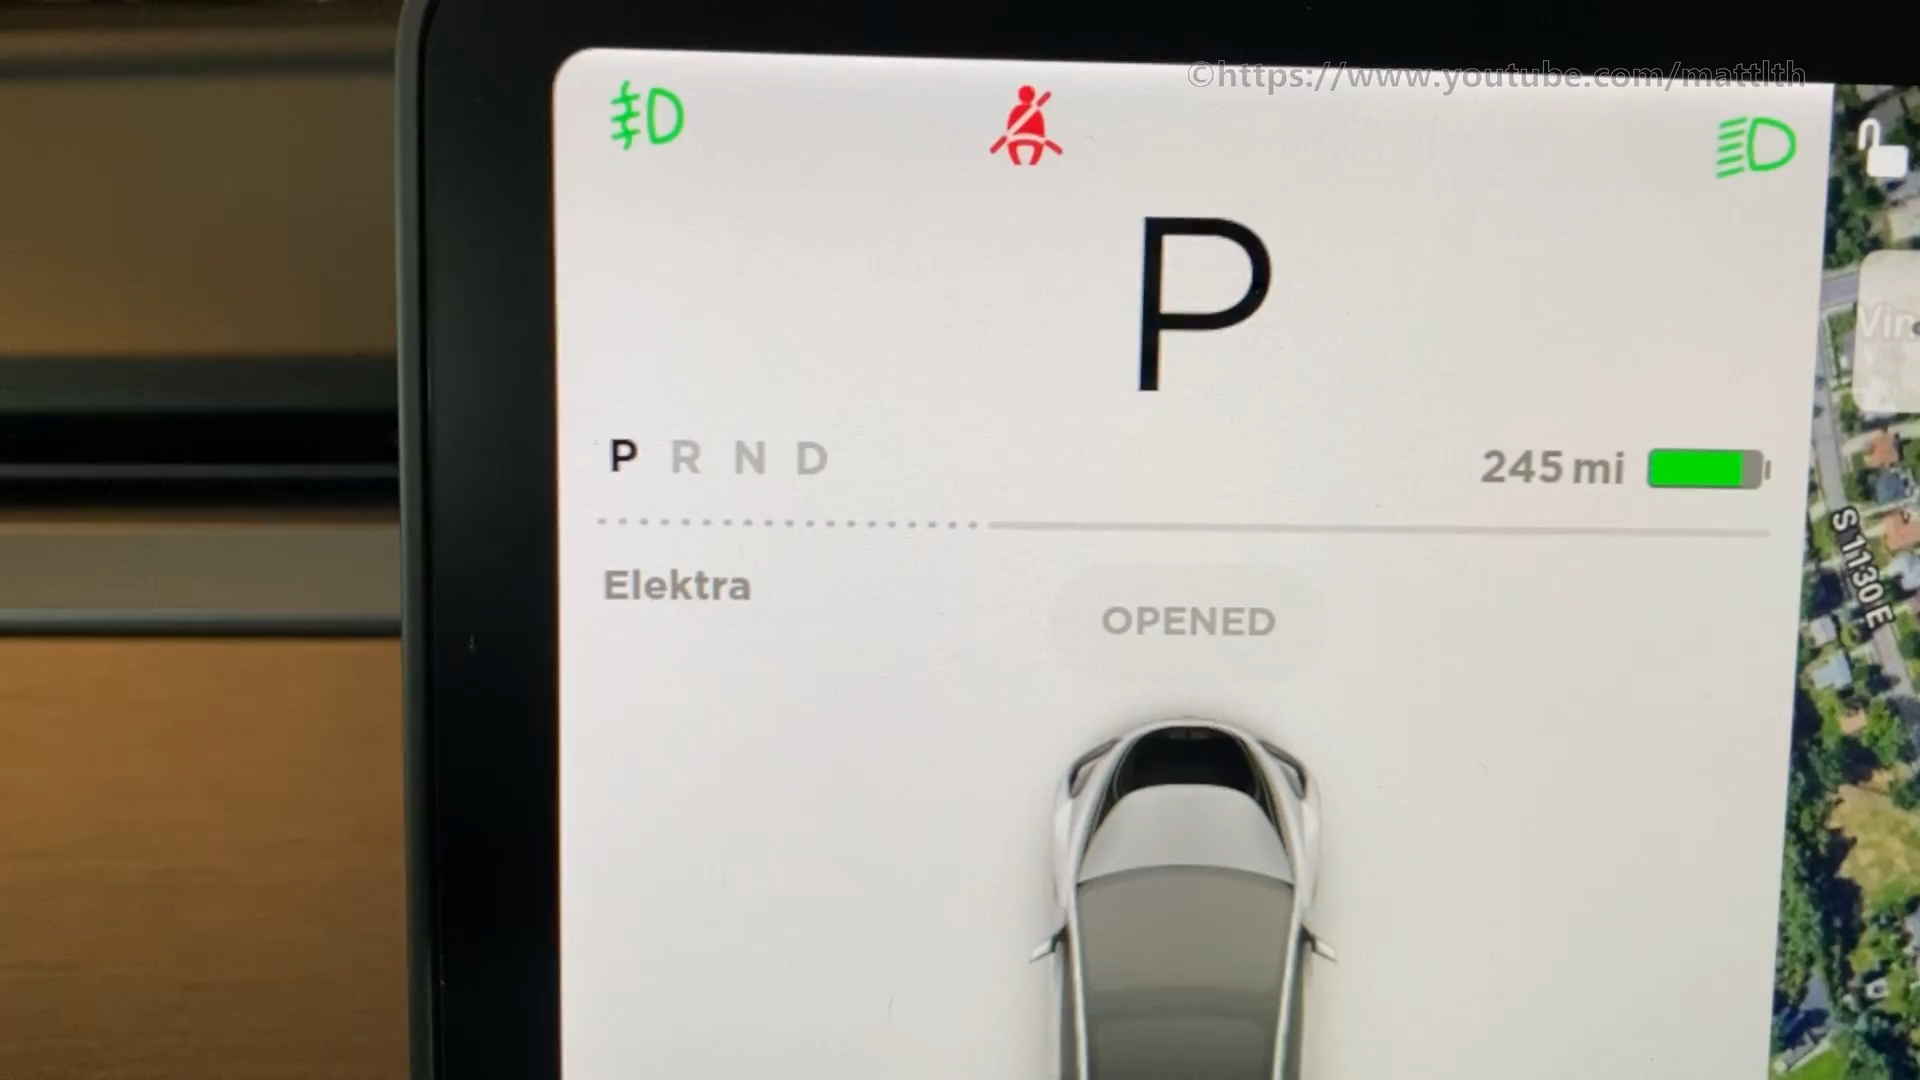 ©https://www.youtube.com/mattlth
P
P R N D
245 mi
Elektra
OPENED
S 1130 E